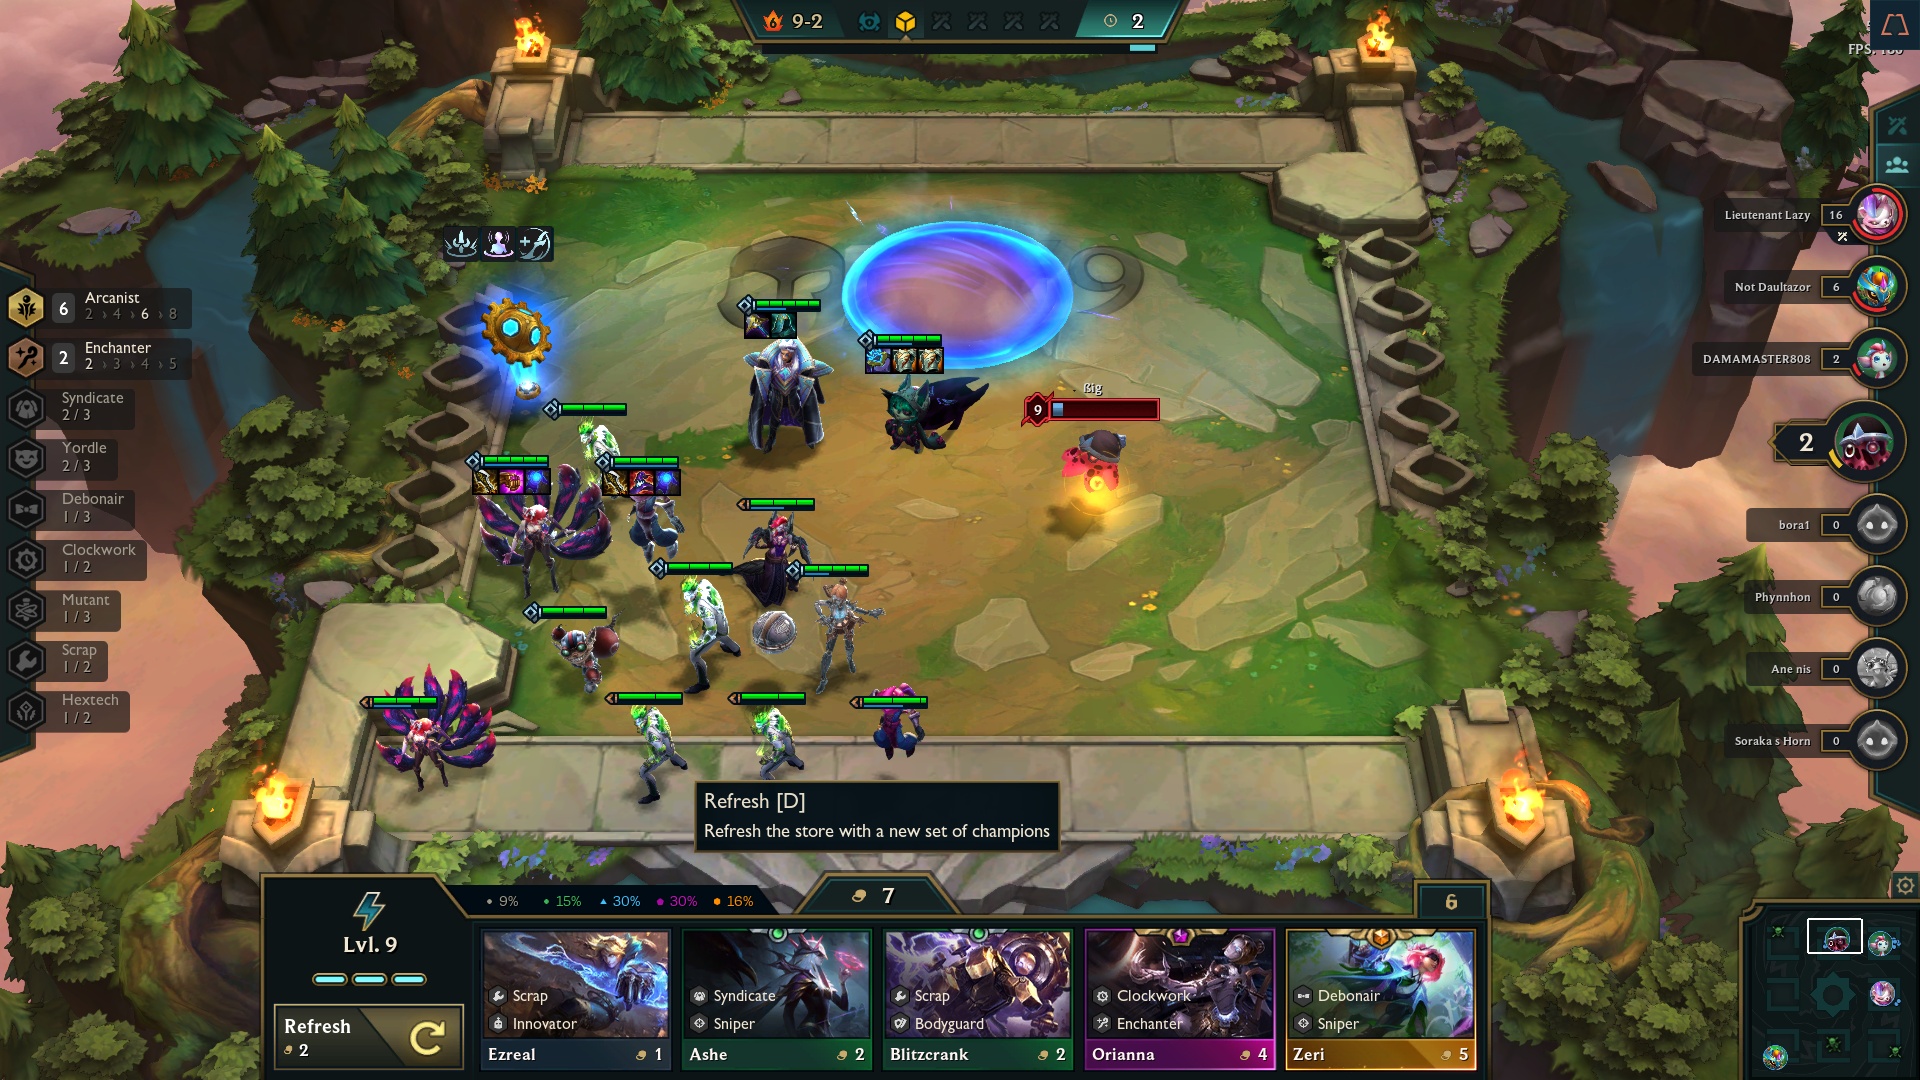 9-2
2
FPS:
Lieutenant Lazy 16
Not Daultazor 6
DAMAMASTER808 2
2
bora1 0
Phynnhon 0
Ane nis 0
Soraka s Horn 0
6 Arcanist
2 › 4 › 6 › 8
2 Enchanter
2 › 3 › 4 › 5
Syndicate
2 / 3
Yordle
2 / 3
Debonair
1 / 3
Clockwork
1 / 2
Mutant
1 / 3
Scrap
1 / 2
Hextech
1 / 2
9
9
Refresh [D]
Refresh the store with a new set of champions
Lvl. 9
9% 15% 30% 30% 16%
7
6
Refresh
2
Scrap
Innovator
Ezreal 1
Syndicate
Sniper
Ashe 2
Scrap
Bodyguard
Blitzcrank 2
Clockwork
Enchanter
Orianna 4
Debonair
Sniper
Zeri 5